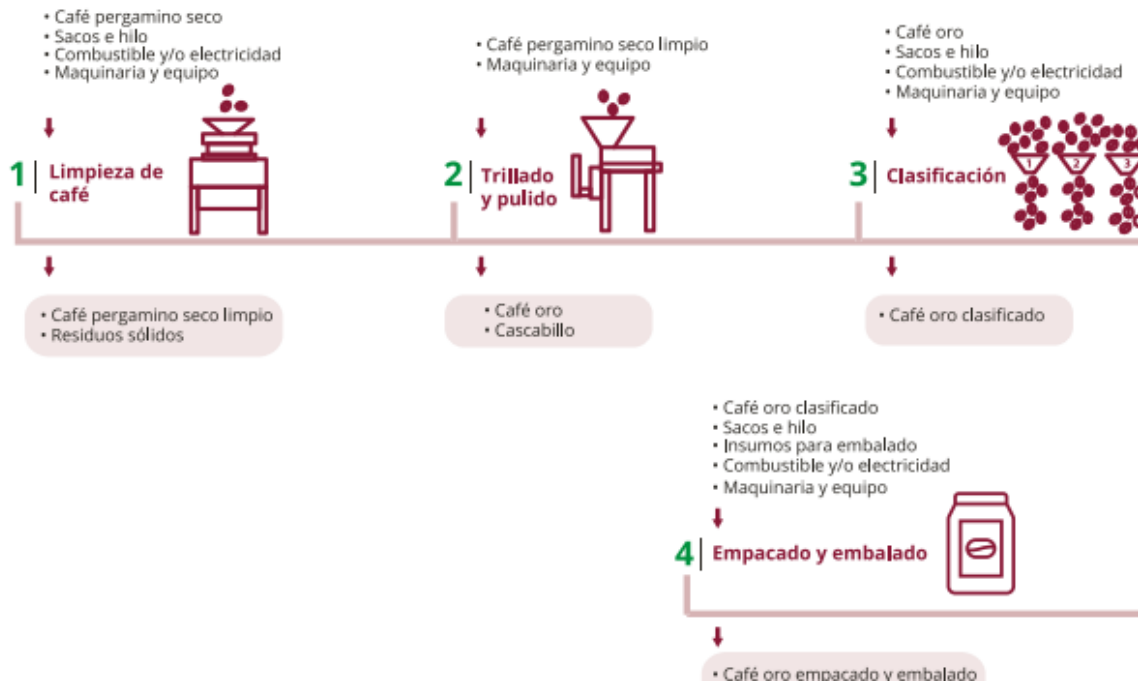 • Café pergamino seco
• Sacos e hilo
• Combustible y/o electricidad
• Maquinaria y equipo
1
Limpieza de
café
• Café pergamino seco limpio
• Residuos sólidos
• Café pergamino seco limpio
• Maquinaria y equipo
2
Trillado
y pulido
• Café oro
• Cascabillo
• Café oro
• Sacos e hilo
• Combustible y/o electricidad
• Maquinaria y equipo
3
Clasificación
1
2
3
• Café oro clasificado
• Café oro clasificado
• Sacos e hilo
• Insumos para embalado
• Combustible y/o electricidad
• Maquinaria y equipo
4
Empacado y embalado
• Café oro empacado y embalado